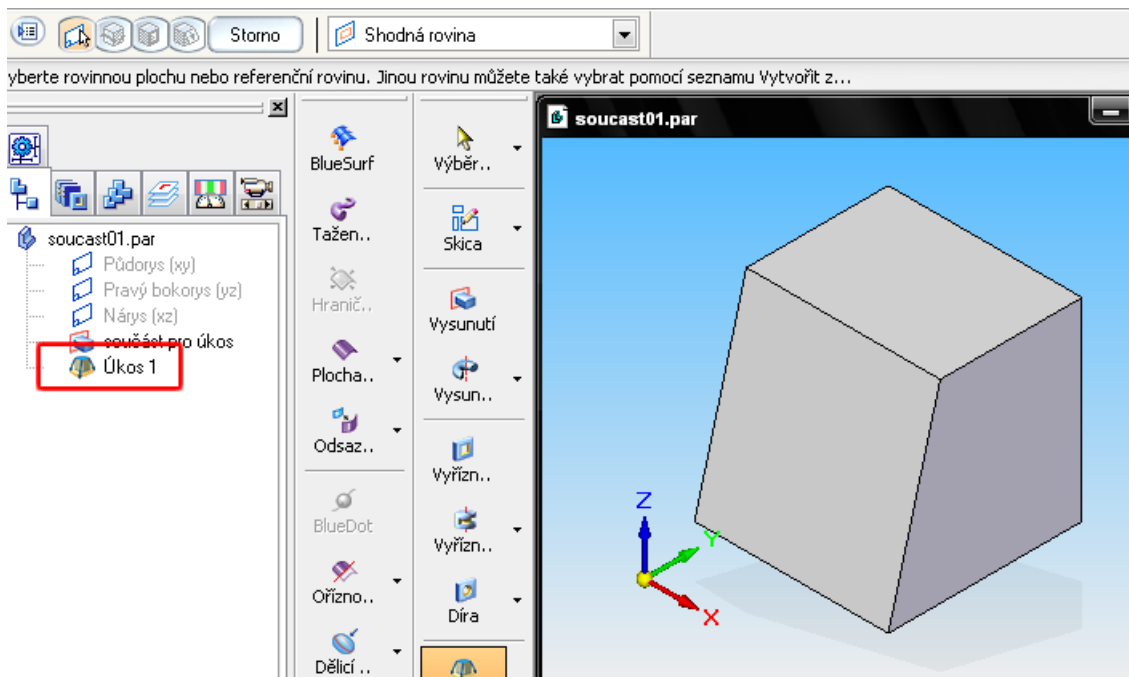 Storno
Shodná rovina
yberte rovinnou plochu nebo referenční rovinu. Jinou rovinu můžete také vybrat pomocí seznamu Vytvořit z...
soucast01.par
Půdorys (xy)
Pravý bokorys (yz)
Nárys (xz)
součást pro úkos
Úkos 1
BlueSurf
Tažen..
Hranič..
Plocha..
Odsaz..
BlueDot
Ořízno..
Dělicí ..
Výběr..
Skica
Vysunutí
Vysun..
Vyřízn..
Vyřízn..
Díra
soucast01.par
Z
Y
X